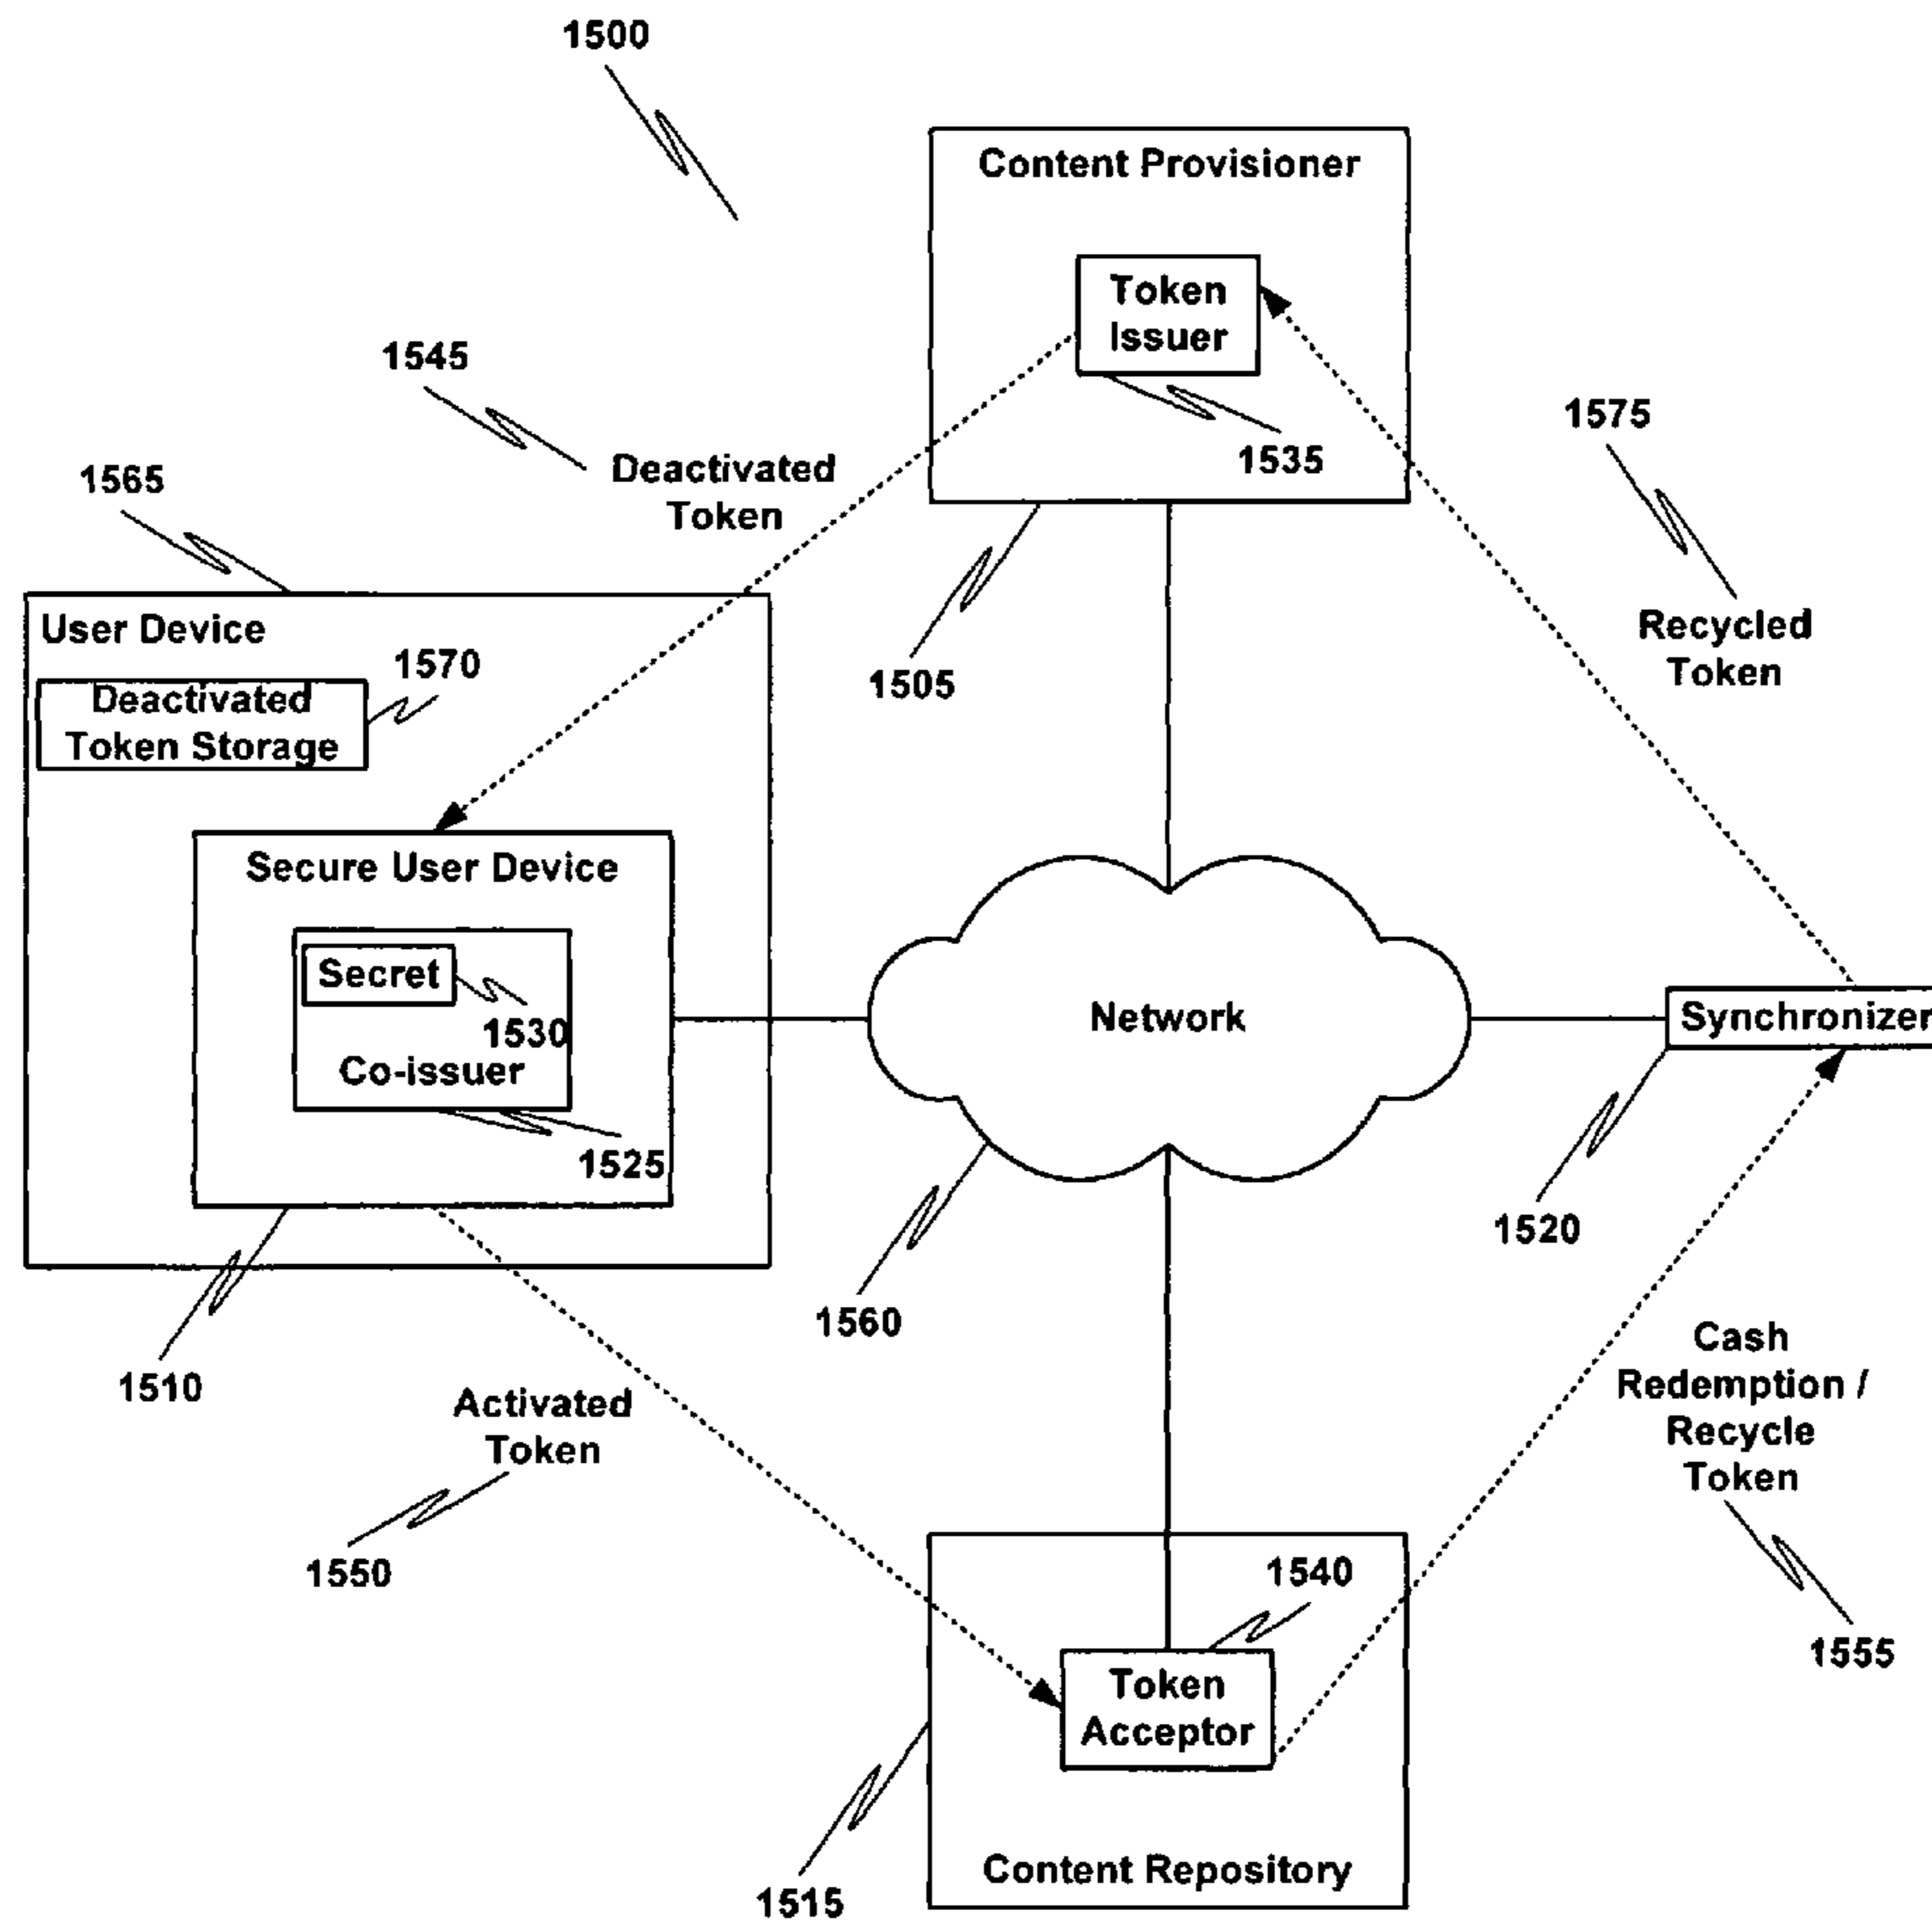 1500
Content Provisioner
Token
Issuer
1535
1545
Deactivated
Token
1575
Recycled
Token
1565
User Device
1570
Deactivated
Token Storage
1505
Secure User Device
Secret
1530
Co-issuer
1525
Network
Synchronizer
1520
1560
1510
Activated
Token
1550
Cash
Redemption /
Recycle
Token
1555
1540
Token
Acceptor
Content Repository
1515